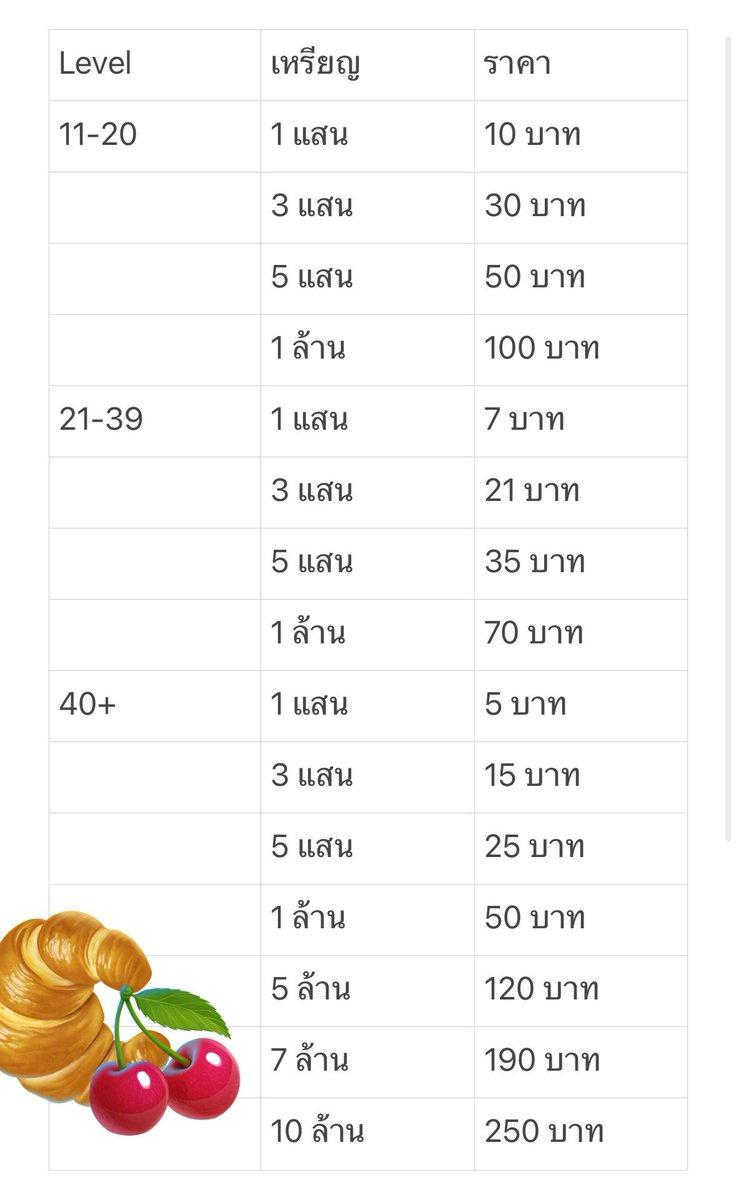 Level เหรียญ ราคา
11-20 1 แสน 10 บาท
3 แสน 30 บาท
5 แสน 50 บาท
1 ล้าน 100 บาท
21-39 1 แสน 7 บาท
3 แสน 21 บาท
5 แสน 35 บาท
1 ล้าน 70 บาท
40+ 1 แสน 5 บาท
3 แสน 15 บาท
5 แสน 25 บาท
1 ล้าน 50 บาท
5 ล้าน 120 บาท
7 ล้าน 190 บาท
10 ล้าน 250 บาท